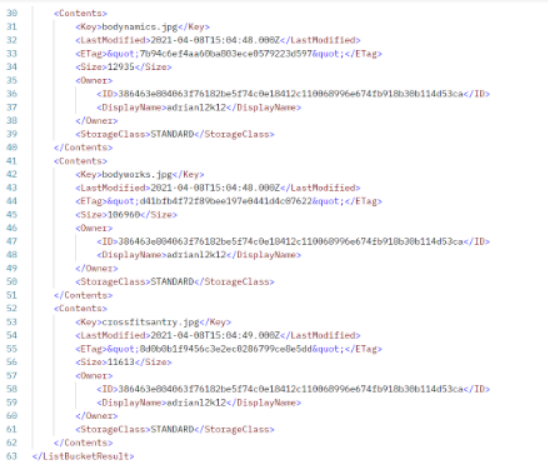 30 <Contents>
31 <Key>bodynamics.jpg</Key>
32 <LastModified>2021-04-08T15:04:48.000Z</LastModified>
33 <ETag>&quot;7b94c6ef4aa60ba803ece0579223d597&quot;</ETag>
34 <Size>12935</Size>
35 <Owner>
36 <ID>386463e804063f76182be5f74c0e18412c110068996e674fb918b30b114d53ca</ID>
37 <DisplayName>adrian12k12</DisplayName>
38 </Owner>
39 <StorageClass>STANDARD</StorageClass>
40 </Contents>
41 <Contents>
42 <Key>bodyworks.jpg</Key>
43 <LastModified>2021-04-08T15:04:48.000Z</LastModified>
44 <ETag>&quot;d41bfb4f72f89bee197e0441d4c07622&quot;</ETag>
45 <Size>106960</Size>
46 <Owner>
47 <ID>386463e804063f76182be5f74c0e18412c110068996e674fb918b30b114d53ca</ID>
48 <DisplayName>adrian12k12</DisplayName>
49 </Owner>
50 <StorageClass>STANDARD</StorageClass>
51 </Contents>
52 <Contents>
53 <Key>crossfitsantry.jpg</Key>
54 <LastModified>2021-04-08T15:04:49.000Z</LastModified>
55 <ETag>&quot;8d0b0b1f9456c3e2ec0286799ce8e5dd&quot;</ETag>
56 <Size>11613</Size>
57 <Owner>
58 <ID>386463e804063f76182be5f74c0e18412c110068996e674fb918b30b114d53ca</ID>
59 <DisplayName>adrian12k12</DisplayName>
60 </Owner>
61 <StorageClass>STANDARD</StorageClass>
62 </Contents>
63 </ListBucketResult>